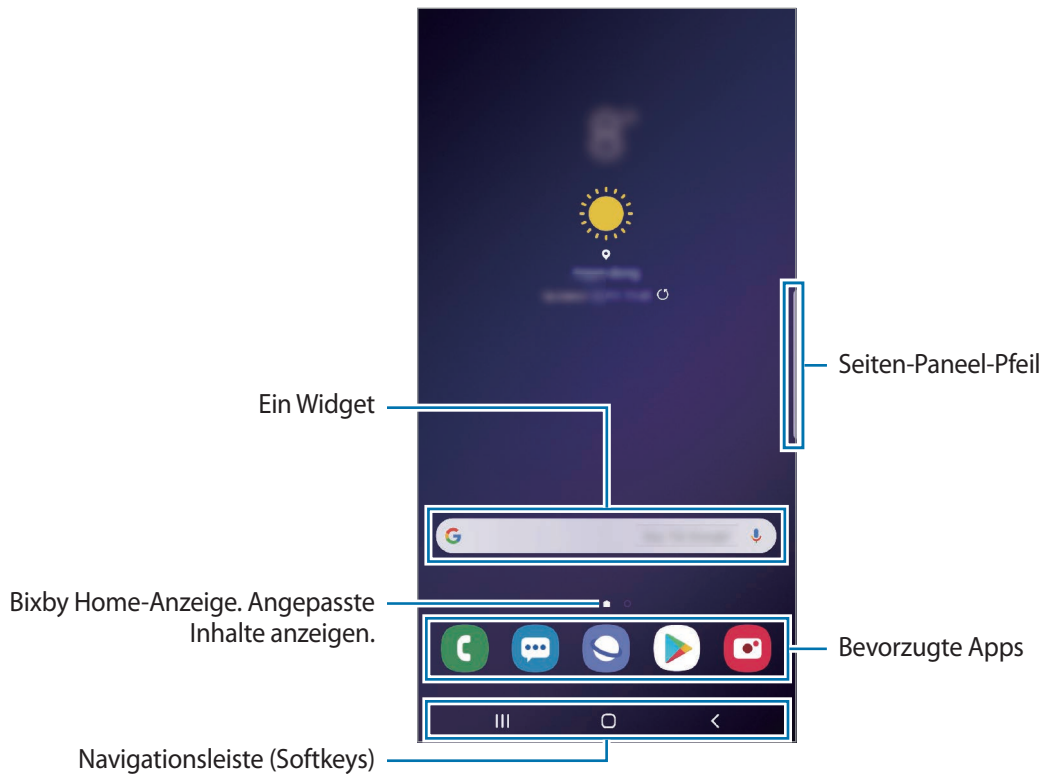 Seiten-Paneel-Pfeil
Ein Widget
Bixby Home-Anzeige. Angepasste
Inhalte anzeigen.
Bevorzugte Apps
Navigationsleiste (Softkeys)